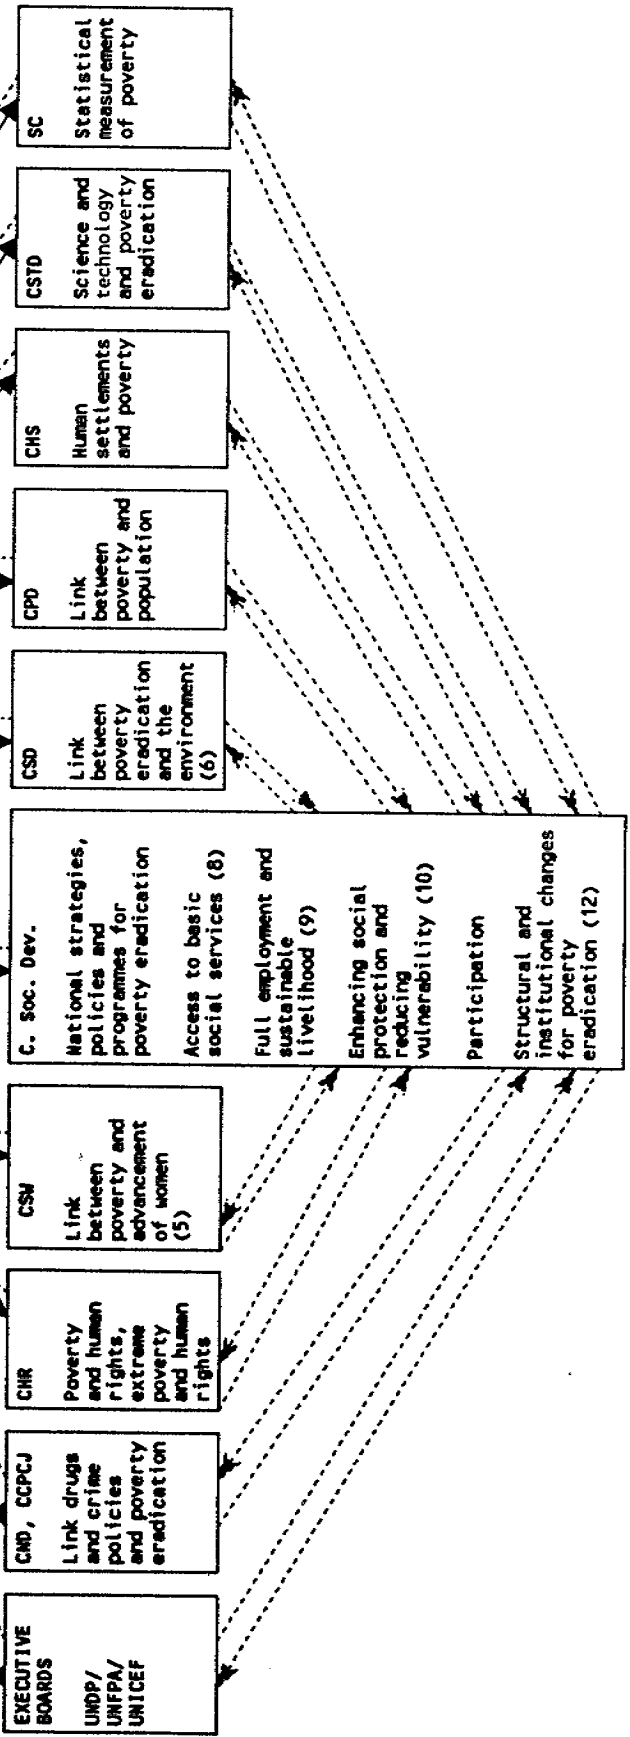 EXECUTIVE
BOARDS
UNDP/
UNFPA/
UNICEF
CND, CCPCJ
Link drugs
and crime
policies
and poverty
eradication
CHR
Poverty
and human
rights,
extreme
poverty
and human
rights
CSW
Link
between
poverty and
advancement
of women
(5)
C. Soc. Dev.
National strategies,
policies and
programmes for
poverty eradication
Access to basic
social services (8)
Full employment and
sustainable
livelihood (9)
Enhancing social
protection and
reducing
vulnerability (10)
Participation
Structural and
institutional changes
for poverty
eradication (12)
CSD
Link
between
poverty
eradication
and the
environment
(6)
CPD
Link
between
poverty and
population
CHS
Human
settlements
and poverty
CSTD
Science and
technology
and poverty
eradication
SC
Statistical
measurement
of poverty